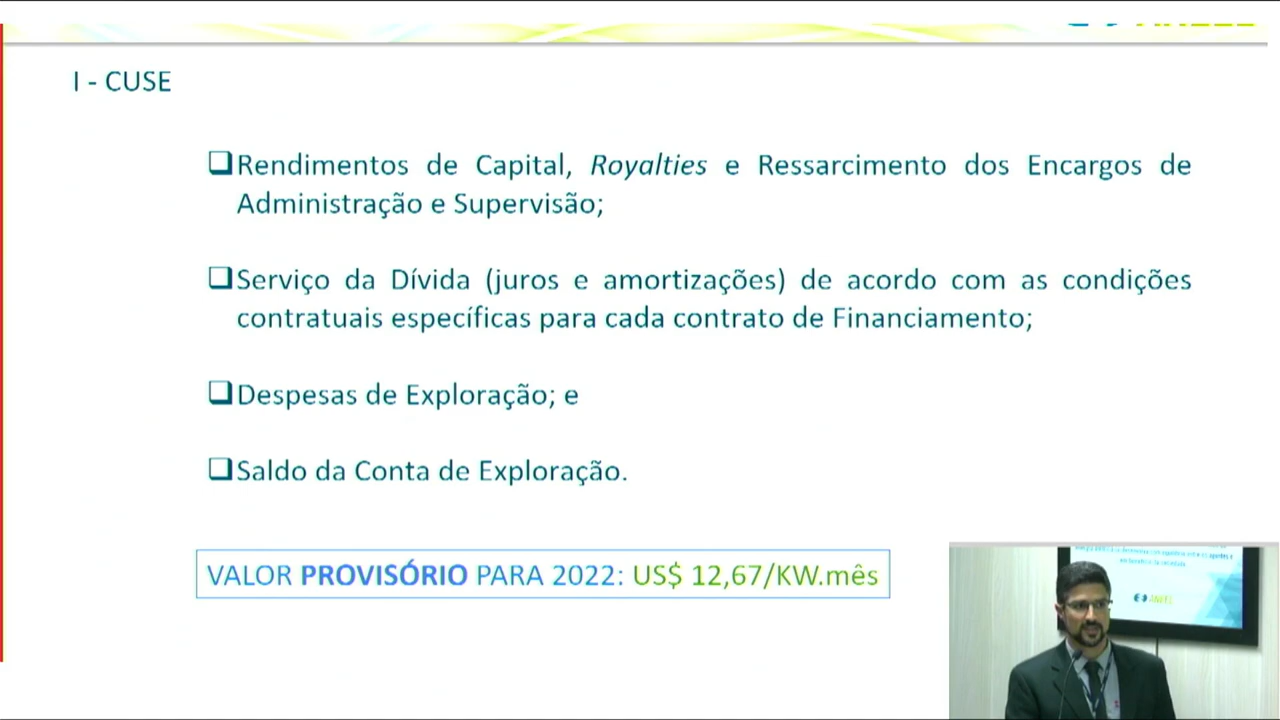 I - CUSE
❑Rendimentos de Capital, Royalties e Ressarcimento dos Encargos de
Administração e Supervisão;
❑Serviço da Dívida (juros e amortizações) de acordo com as condições
contratuais específicas para cada contrato de Financiamento;
❑Despesas de Exploração; e
❑Saldo da Conta de Exploração.
VALOR PROVISÓRIO PARA 2022: US$ 12,67/KW.mês
ANEEL